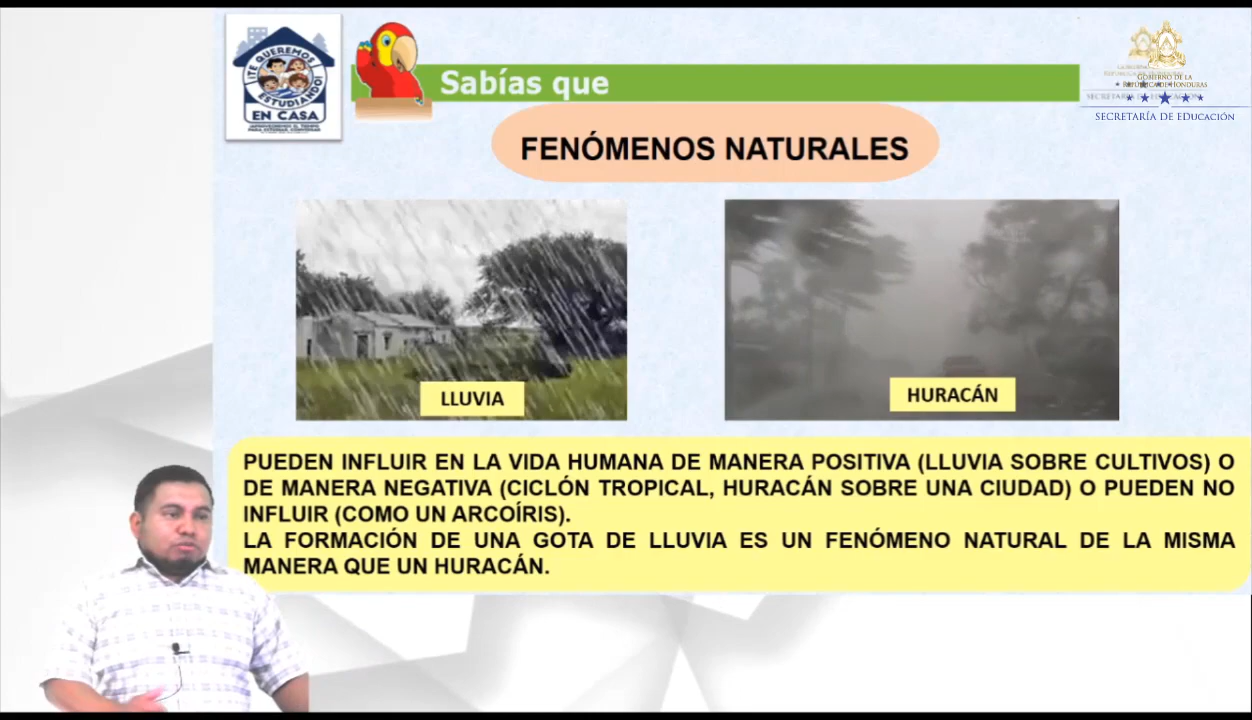 ¡TE QUEREMOS
ESTUDIANDO!
EN CASA
Sabías que
GOBIERNO DE LA
REPÚBLICA DE HONDURAS
SECRETARÍA DE EDUCACIÓN
FENÓMENOS NATURALES
LLUVIA
HURACÁN
PUEDEN INFLUIR EN LA VIDA HUMANA DE MANERA POSITIVA (LLUVIA SOBRE CULTIVOS) O
DE MANERA NEGATIVA (CICLÓN TROPICAL, HURACÁN SOBRE UNA CIUDAD) O PUEDEN NO
INFLUIR (COMO UN ARCOÍRIS).
LA FORMACIÓN DE UNA GOTA DE LLUVIA ES UN FENÓMENO NATURAL DE LA MISMA
MANERA QUE UN HURACÁN.